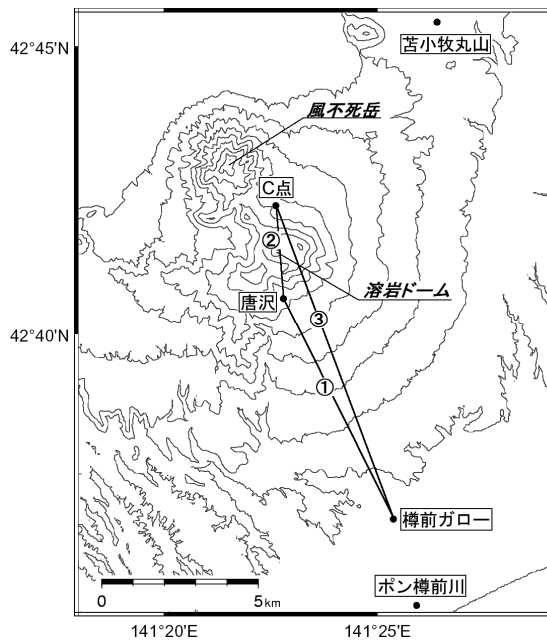 42°45'N
苫小牧丸山
風不死岳
C点
②
溶岩ドーム
唐沢
③
42°40'N
①
樽前ガロー
ポン樽前川
0 5km
141°20'E 141°25'E